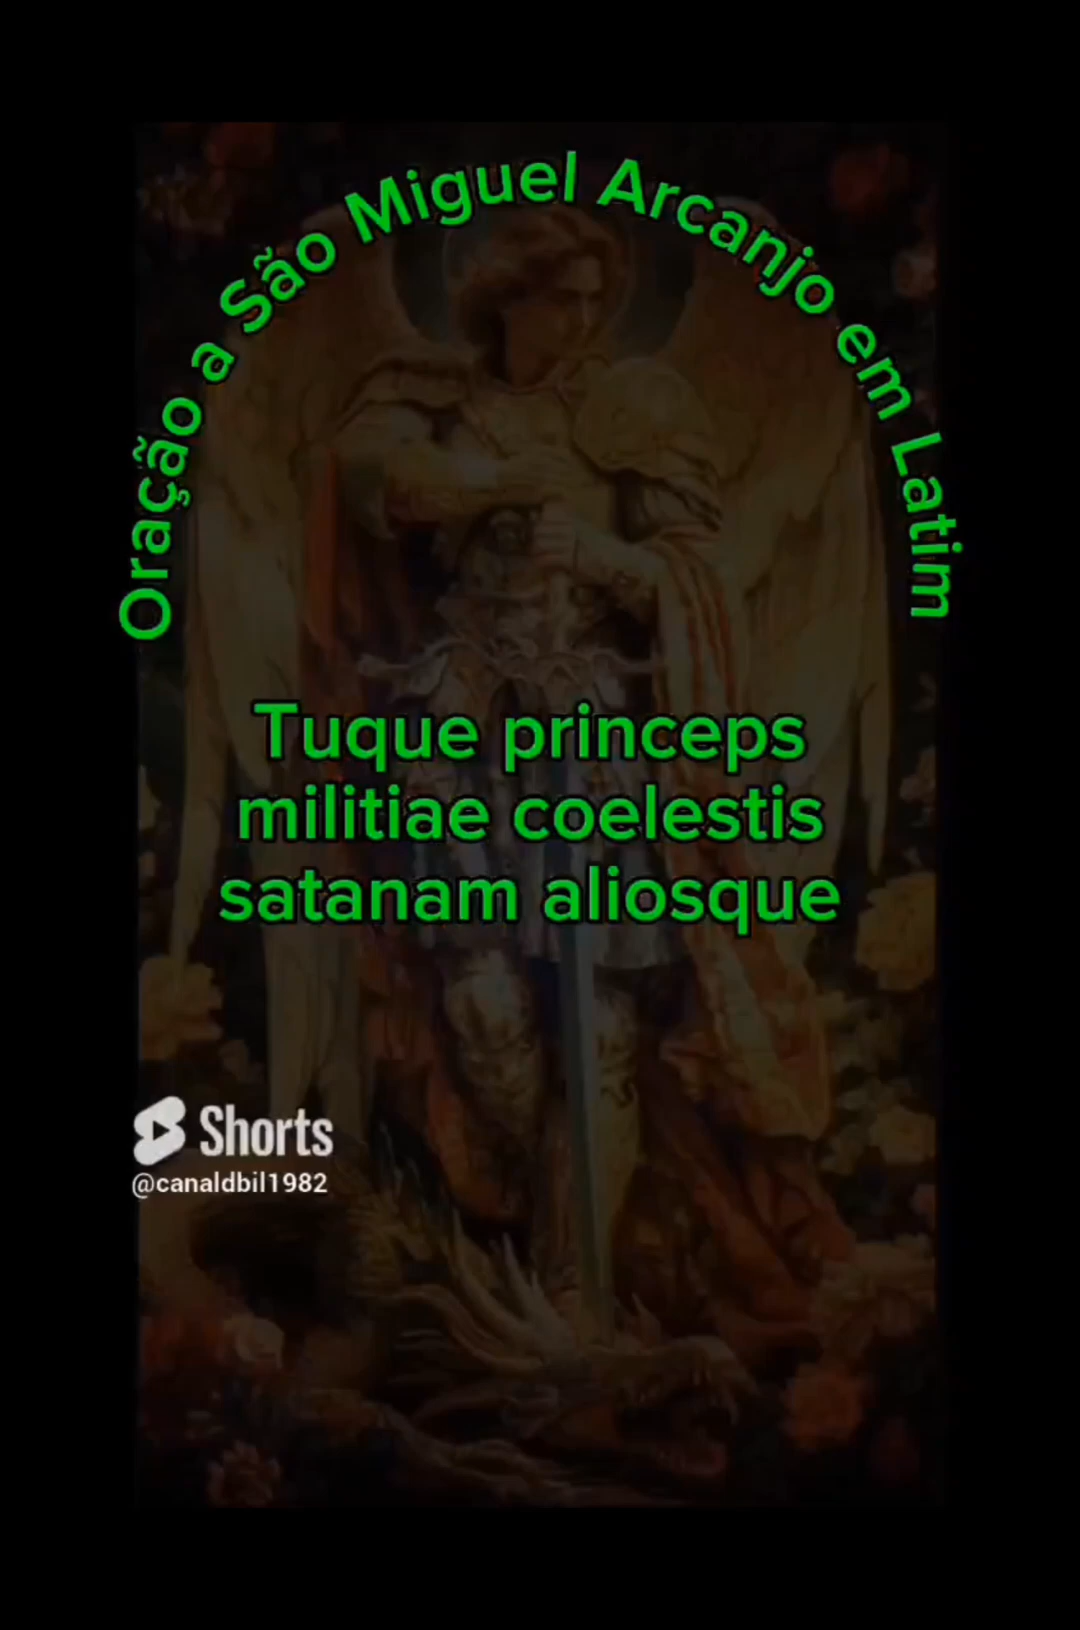 Oração a São Miguel Arcanjo em Latim
Tuque princeps
militiae coelestis
satanam aliosque
Shorts
@canaldbil1982